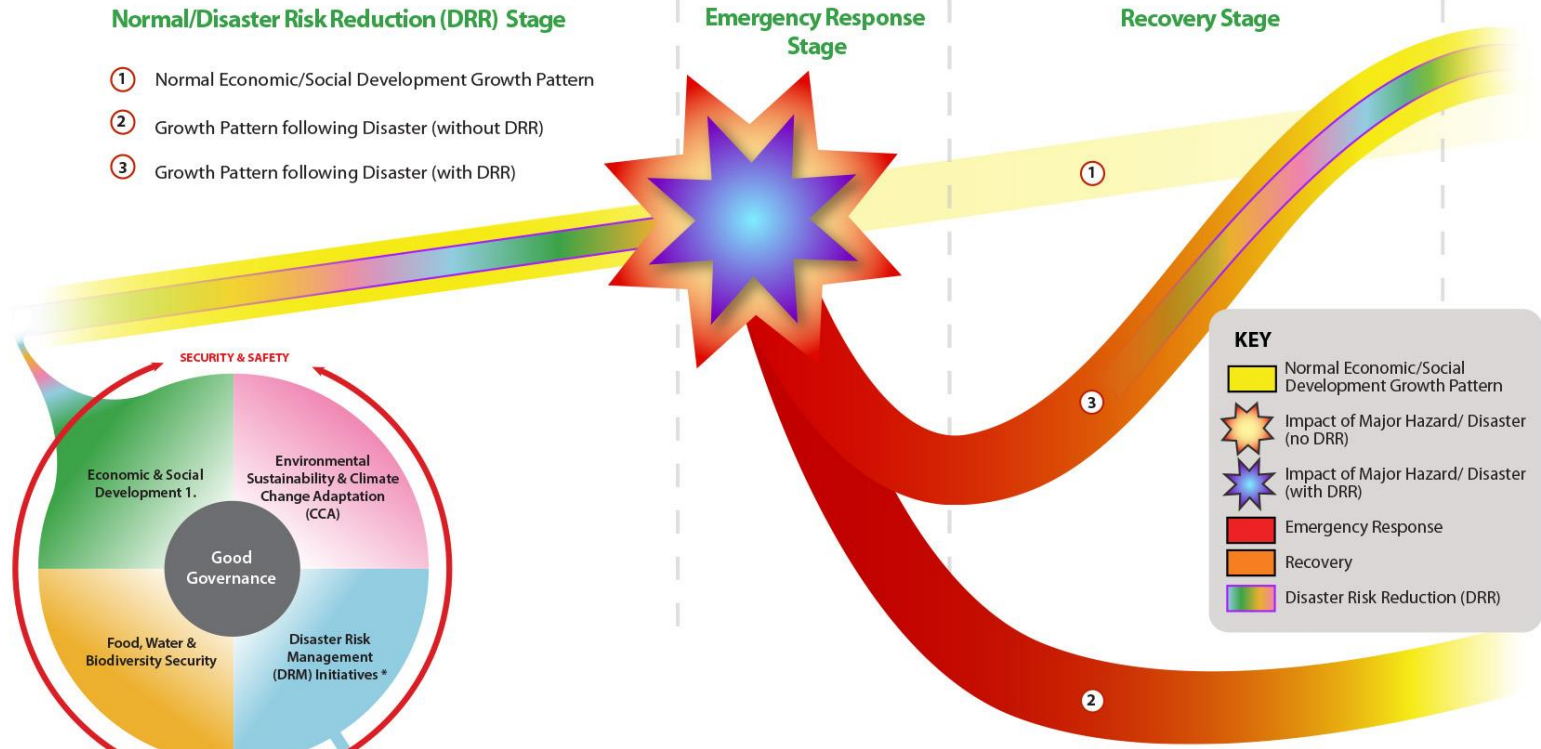 Normal/Disaster Risk Reduction (DRR) Stage
Emergency Response
Stage
Recovery Stage
1 Normal Economic/Social Development Growth Pattern
2 Growth Pattern following Disaster (without DRR)
3 Growth Pattern following Disaster (with DRR)
1
3
2
SECURITY & SAFETY
Economic & Social
Development 1.
Environmental
Sustainability & Climate
Change Adaptation
(CCA)
Good
Governance
Food, Water &
Biodiversity Security
Disaster Risk
Management
(DRM) Initiatives *
KEY
Normal Economic/Social
Development Growth Pattern
Impact of Major Hazard/ Disaster
(no DRR)
Impact of Major Hazard/ Disaster
(with DRR)
Emergency Response
Recovery
Disaster Risk Reduction (DRR)